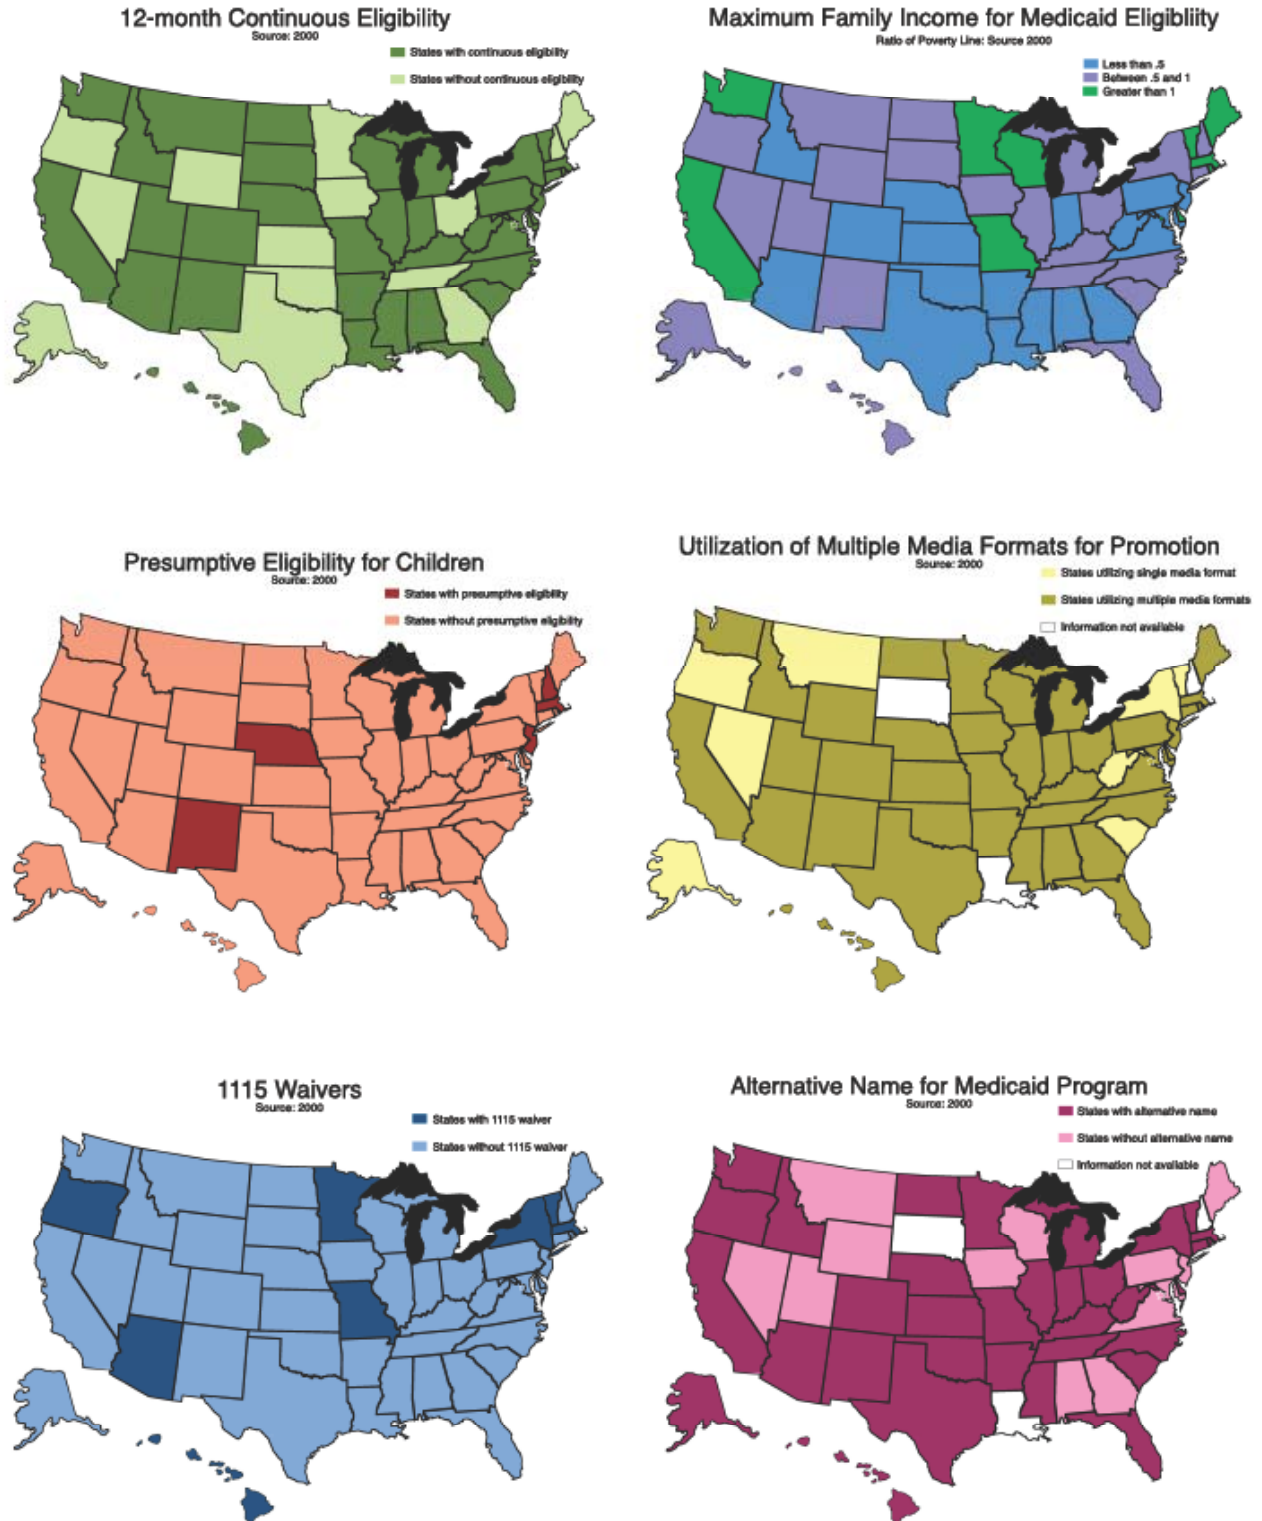 12-month Continuous Eligibility
Source: 2000
States with continuous eligibility
States without continuous eligibility
Maximum Family Income for Medicaid Eligibliity
Ratio of Poverty Line: Source 2000
Less than .5
Between .5 and 1
Greater than 1
Presumptive Eligibility for Children
Source: 2000
States with presumptive eligibility
States without presumptive eligibility
Utilization of Multiple Media Formats for Promotion
Source: 2000
States utilizing single media format
States utilizing multiple media formats
Information not available
1115 Waivers
Source: 2000
States with 1115 waiver
States without 1115 waiver
Alternative Name for Medicaid Program
Source: 2000
States with alternative name
States without alternative name
Information not available